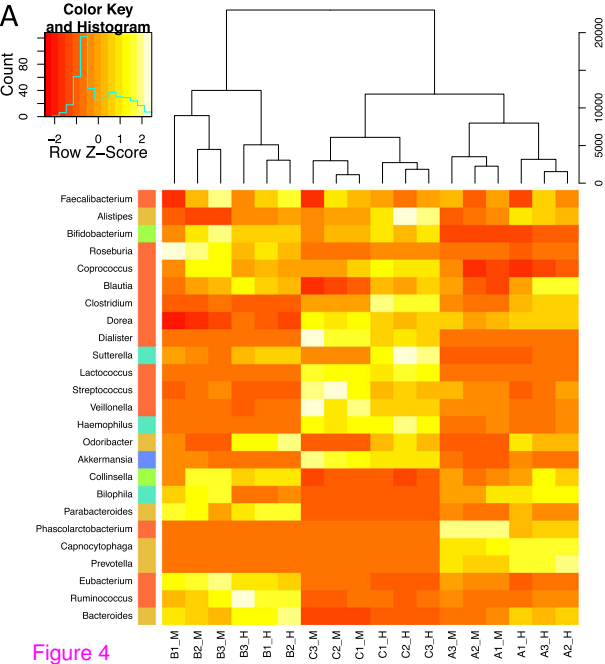 A
Color Key
and Histogram
Count
0 40 80
−2 0 1 2
Row Z−Score
0 5000 10000 20000
Faecalibacterium
Alistipes
Bifidobacterium
Roseburia
Coprococcus
Blautia
Clostridium
Dorea
Dialister
Sutterella
Lactococcus
Streptococcus
Veillonella
Haemophilus
Odoribacter
Akkermansia
Collinsella
Bilophila
Parabacteroides
Phascolarctobacterium
Capnocytophaga
Prevotella
Eubacterium
Ruminococcus
Bacteroides
B1_M B2_M B3_M B3_H B1_H B2_H C3_M C2_M C1_M C1_H C2_H C3_H A3_M A2_M A1_M A1_H A3_H A2_H
Figure 4